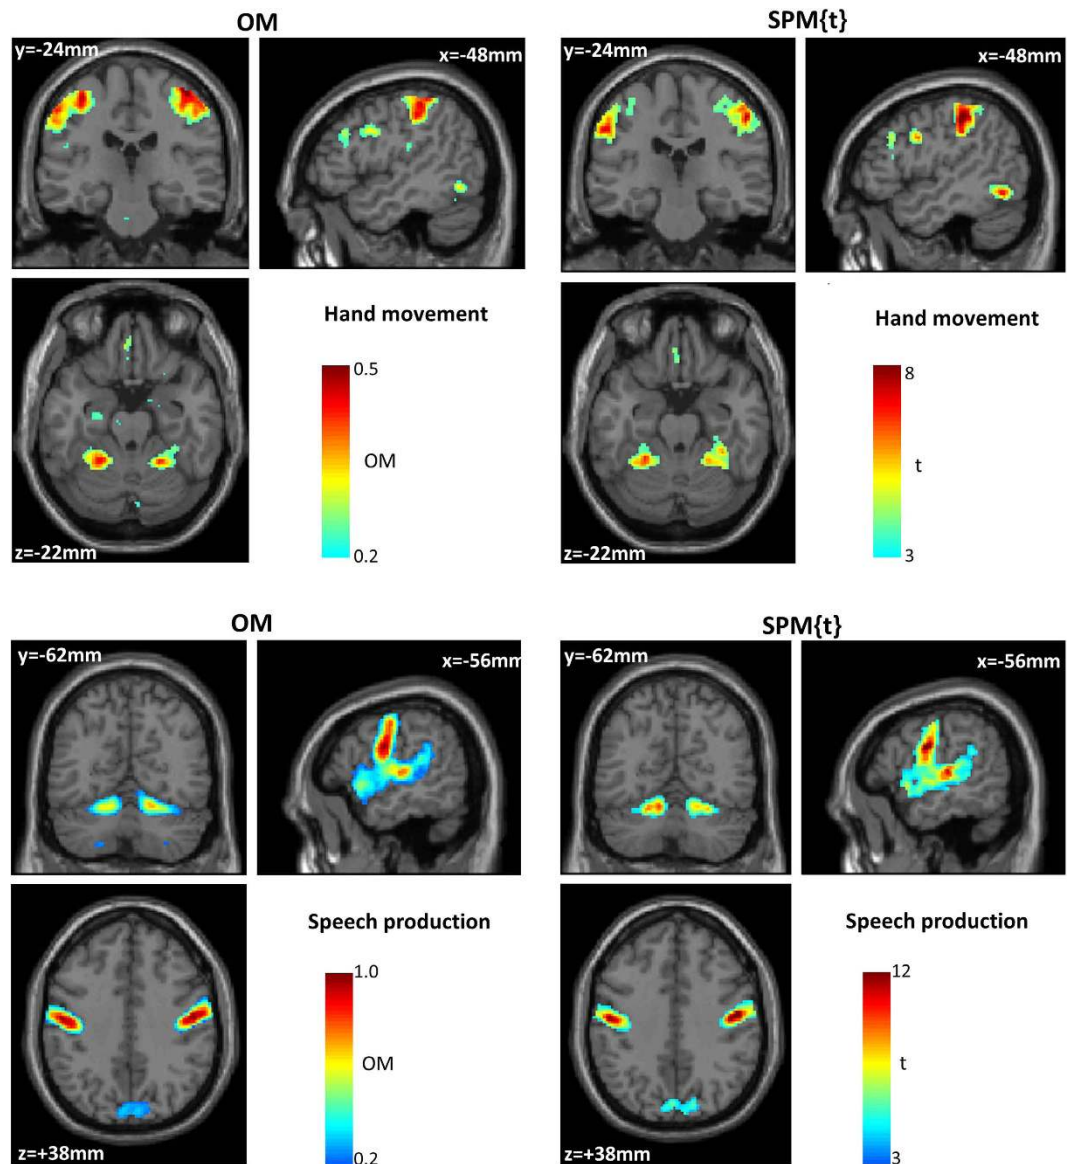 OM
SPM{t}
y=-24mm
x=-48mm
y=-24mm
x=-48mm
Hand movement
0.5
OM
0.2
z=-22mm
Hand movement
8
t
3
z=-22mm
OM
SPM{t}
y=-62mm
x=-56mm
y=-62mm
x=-56mm
Speech production
1.0
OM
0.2
z=+38mm
Speech production
12
t
3
z=+38mm